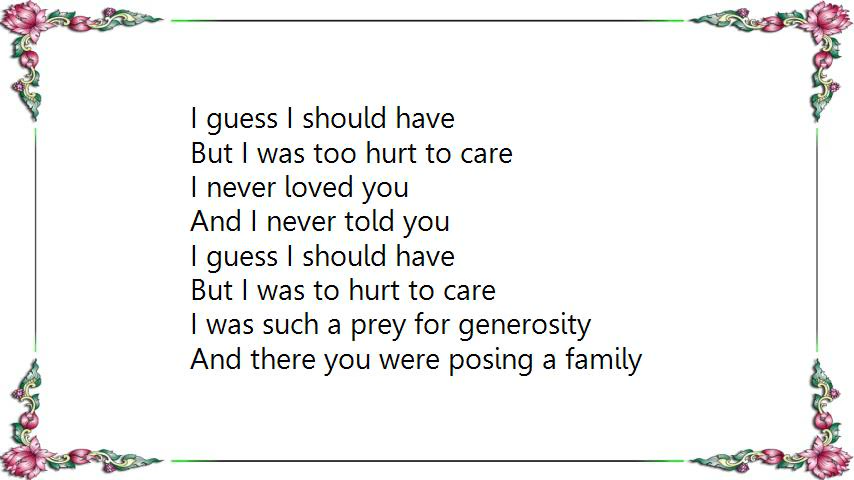 I guess I should have
But I was too hurt to care
I never loved you
And I never told you
I guess I should have
But I was to hurt to care
I was such a prey for generosity
And there you were posing a family